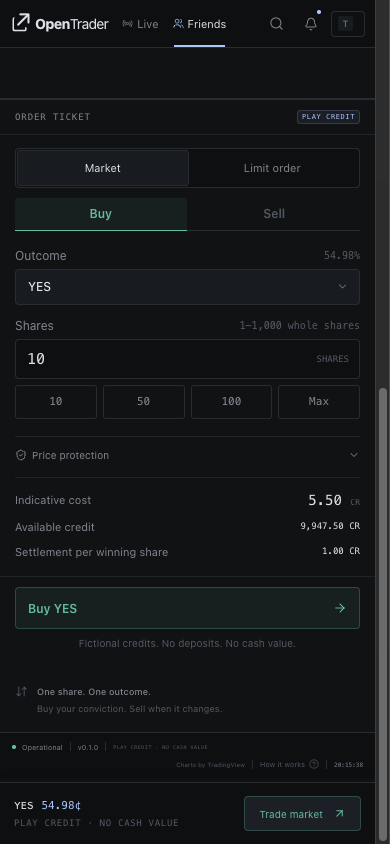 OpenTrader Live Friends T
ORDER TICKET PLAY CREDIT
Market Limit order
Buy Sell
Outcome 54.98%
YES
Shares 1–1,000 whole shares
10 SHARES
10 50 100 Max
Price protection
Indicative cost 5.50 CR
Available credit 9,947.50 CR
Settlement per winning share 1.00 CR
Buy YES
Fictional credits. No deposits. No cash value.
One share. One outcome.
Buy your conviction. Sell when it changes.
Operational v0.1.0 PLAY CREDIT · NO CASH VALUE
Charts by TradingView How it works ? 20:15:38
YES 54.98¢
PLAY CREDIT · NO CASH VALUE
Trade market